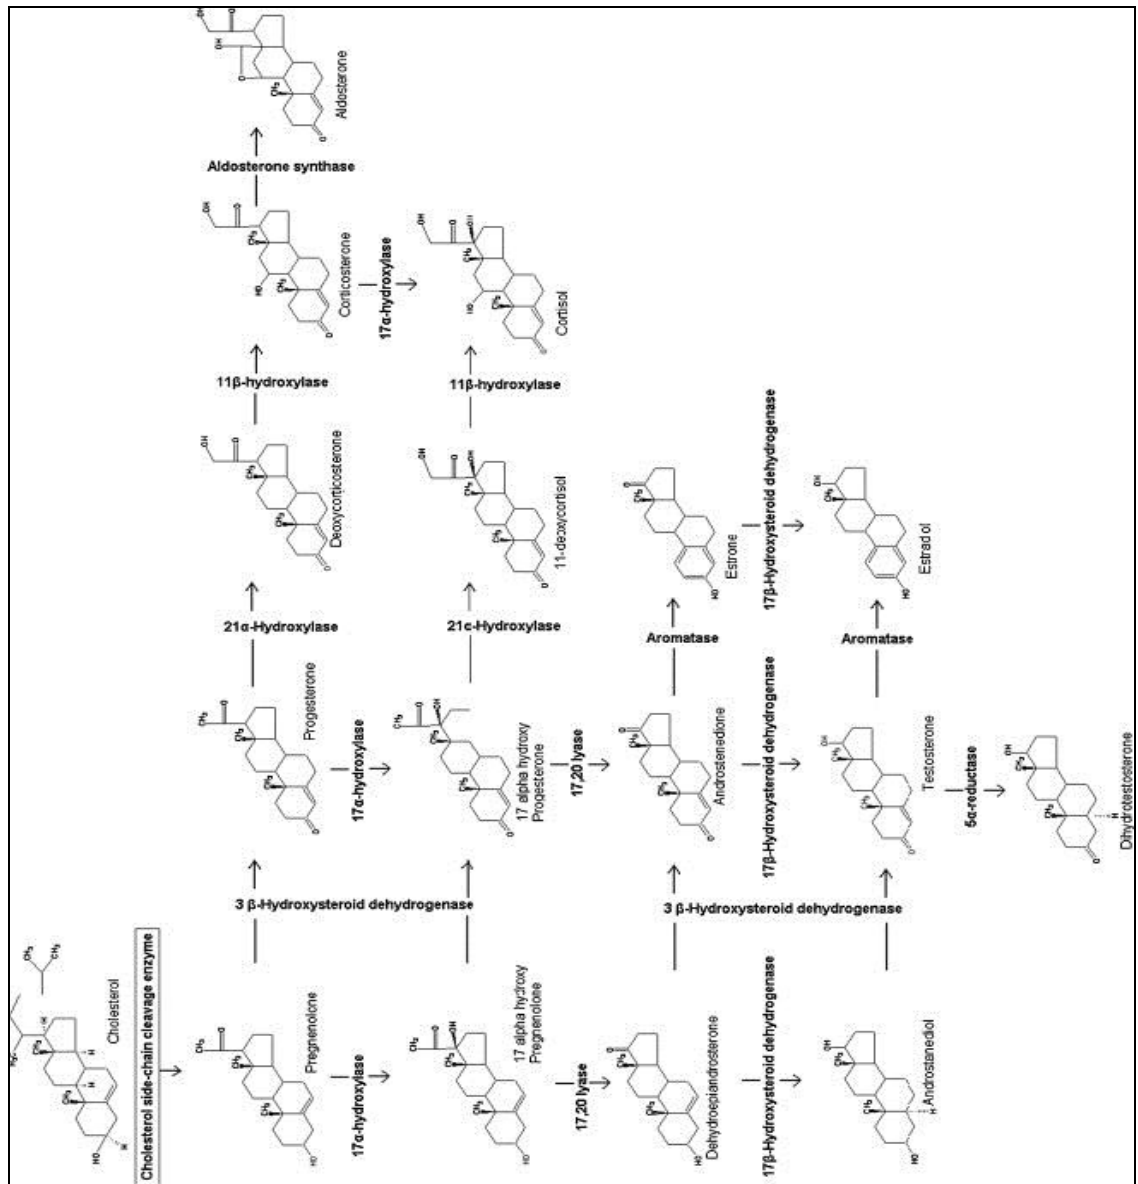 Aldosterone
Aldosterone synthase
Corticosterone
17α-hydroxylase
Cortisol
11β-hydroxylase
11β-hydroxylase
Deoxycorticosterone
11-deoxycortisol
Estrone
17β-Hydroxysteroid dehydrogenase
Estradiol
21α-Hydroxylase
21c-Hydroxylase
Aromatase
Aromatase
Progesterone
17α-hydroxylase
17 alpha hydroxy
Progesterone
17,20 lyase
Androstenedione
17β-Hydroxysteroid dehydrogenase
Testosterone
5α-reductase
Dihydrotestosterone
3 β-Hydroxysteroid dehydrogenase
3 β-Hydroxysteroid dehydrogenase
Cholesterol
Cholesterol side-chain cleavage enzyme
Pregnenolone
17α-hydroxylase
17 alpha hydroxy
Pregnenolone
17,20 lyase
Dehydroepiandrosterone
17β-Hydroxysteroid dehydrogenase
Androstanediol